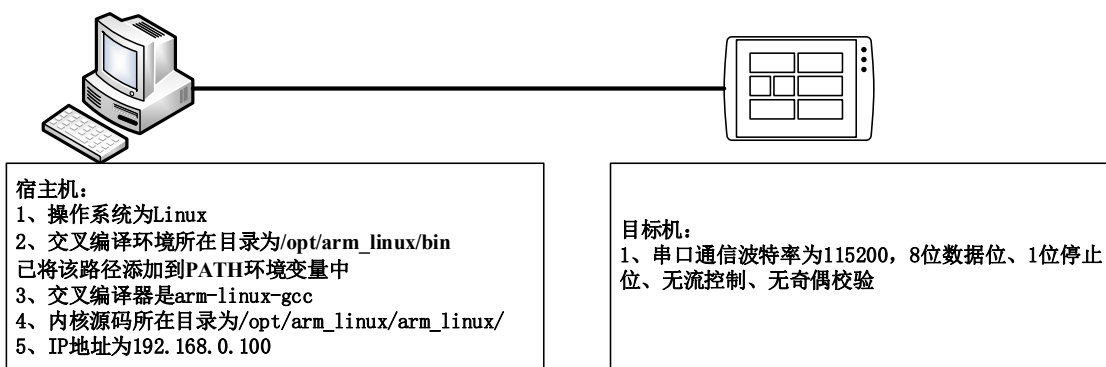 宿主机:
1、操作系统为Linux
2、交叉编译环境所在目录为/opt/arm_linux/bin
已将该路径添加到PATH环境变量中
3、交叉编译器是arm-linux-gcc
4、内核源码所在目录为/opt/arm_linux/arm_linux/
5、IP地址为192.168.0.100
目标机:
1、串口通信波特率为115200，8位数据位、1位停止
位、无流控制、无奇偶校验